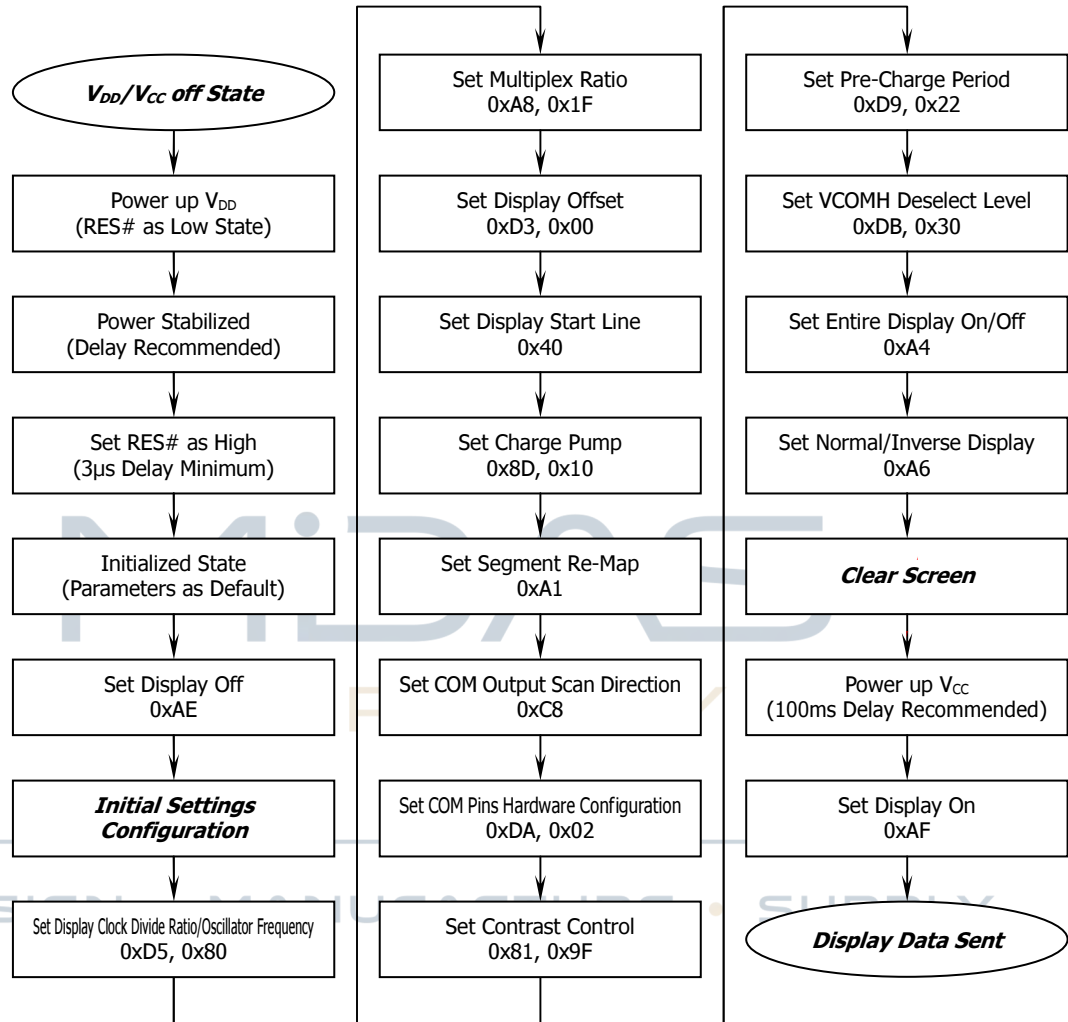 V_DD/V_CC off State
Power up V_DD
(RES# as Low State)
Power Stabilized
(Delay Recommended)
Set RES# as High
(3µs Delay Minimum)
Initialized State
(Parameters as Default)
Set Display Off
0xAE
Initial Settings
Configuration
Set Display Clock Divide Ratio/Oscillator Frequency
0xD5, 0x80
Set Multiplex Ratio
0xA8, 0x1F
Set Display Offset
0xD3, 0x00
Set Display Start Line
0x40
Set Charge Pump
0x8D, 0x10
Set Segment Re-Map
0xA1
Set COM Output Scan Direction
0xC8
Set COM Pins Hardware Configuration
0xDA, 0x02
Set Contrast Control
0x81, 0x9F
Set Pre-Charge Period
0xD9, 0x22
Set VCOMH Deselect Level
0xDB, 0x30
Set Entire Display On/Off
0xA4
Set Normal/Inverse Display
0xA6
Clear Screen
Power up V_CC
(100ms Delay Recommended)
Set Display On
0xAF
Display Data Sent
MIDAS
SUPPLY